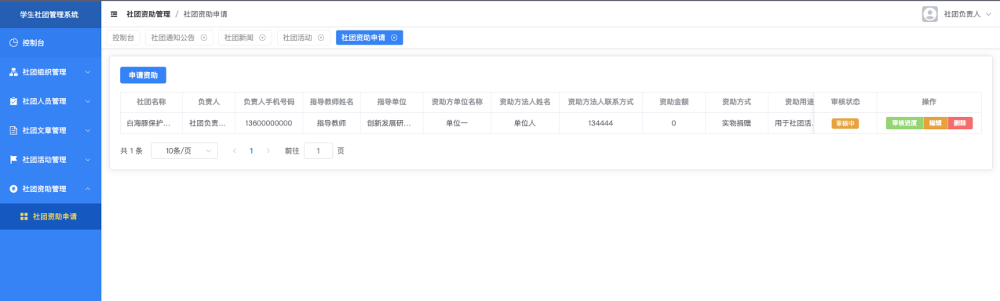 学生社团管理系统
社团资助管理 / 社团资助申请
社团负责人
控制台
社团组织管理
社团人员管理
社团文章管理
社团活动管理
社团资助管理
社团资助申请
控制台 社团通知公告 社团新闻 社团活动 社团资助申请
申请资助
社团名称 负责人 负责人手机号码 指导教师姓名 指导单位 资助方单位名称 资助方法人姓名 资助方法人联系方式 资助金额 资助方式 资助用途 审核状态 操作
白海豚保护... 社团负责... 13600000000 指导教师 创新发展研... 单位一 单位人 134444 0 实物捐赠 用于社团活. 审核中 审核进度 编辑 删除
共 1 条 10条/页 1 前往 1 页